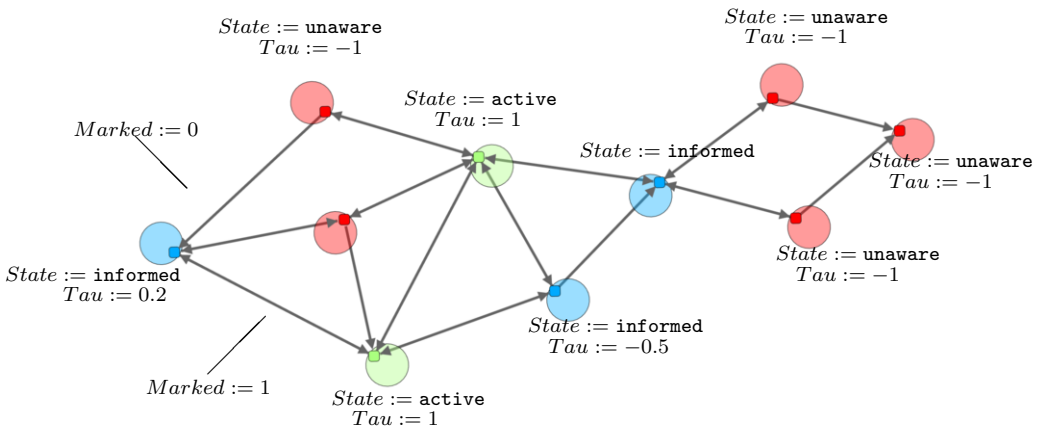 State := unaware
Tau := −1
State := unaware
Tau := −1
State := active
Tau := 1
Marked := 0
State := informed
State := unaware
Tau := −1
State := informed
Tau := 0.2
State := unaware
Tau := −1
State := informed
Tau := −0.5
Marked := 1
State := active
Tau := 1